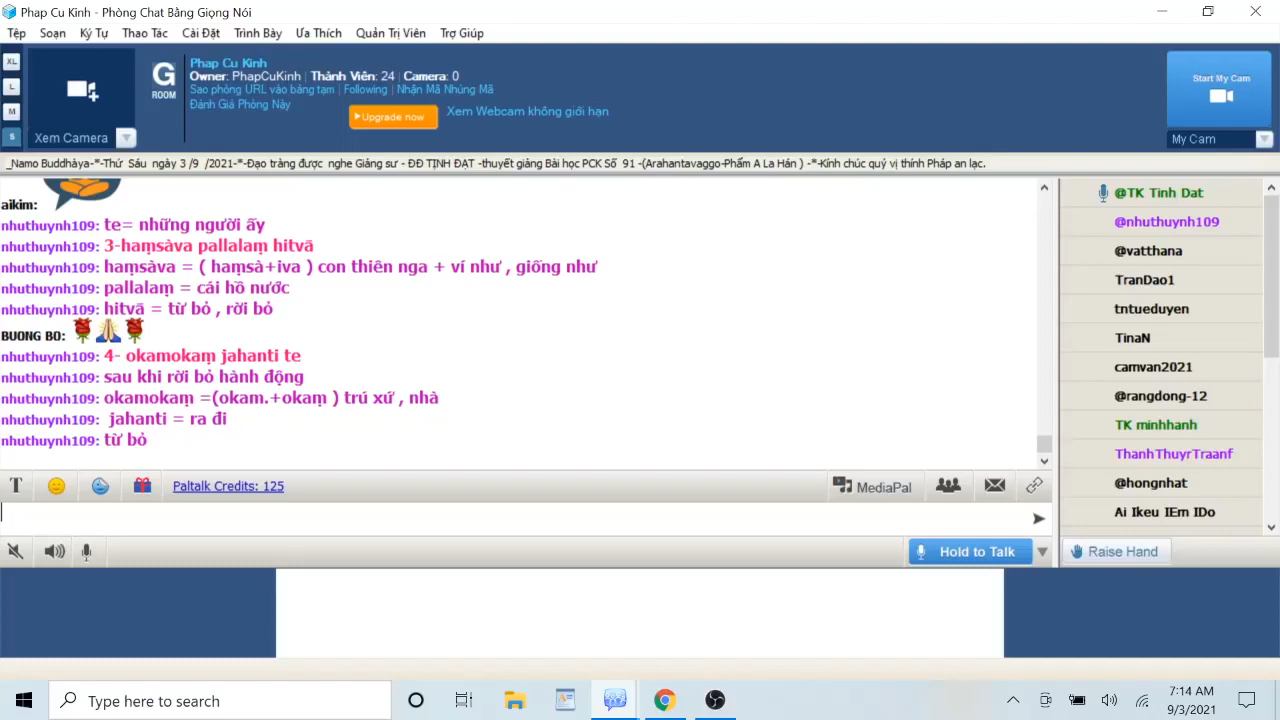 Phap Cu Kinh - Phòng Chat Bằng Giọng Nói
Tệp Soạn Ký Tự Thao Tác Cài Đặt Trình Bày Ưa Thích Quản Trị Viên Trợ Giúp
XL
L
M
S
Xem Camera
G
ROOM
Phap Cu Kinh
Owner: PhapCuKinh | Thành Viên: 24 | Camera: 0
Sao phòng URL vào bảng tạm | Following | Nhận Mã Nhúng Mã
Đánh Giá Phòng Này
Upgrade now
Xem Webcam không giới hạn
Start My Cam
My Cam
_Namo Buddhàya-*-Thứ Sáu ngày 3 /9 /2021-*-Đạo tràng được nghe Giảng sư - ĐĐ TỊNH ĐẠT -thuyết giảng Bài học PCK Số 91 -(Arahantavaggo-Phẩm A La Hán ) -*-Kính chúc quý vị thính Pháp an lạc.
aikim:
nhuthuynh109: te= những người ấy
nhuthuynh109: 3-haṃsàva pallalaṃ hitvā
nhuthuynh109: haṃsàva = ( haṃsà+iva ) con thiên nga + ví như , giống như
nhuthuynh109: pallalaṃ = cái hồ nước
nhuthuynh109: hitvā = từ bỏ , rời bỏ
BUONG BO:
nhuthuynh109: 4- okamokaṃ jahanti te
nhuthuynh109: sau khi rời bỏ hành động
nhuthuynh109: okamokaṃ =(okam.+okaṃ ) trú xứ , nhà
nhuthuynh109: jahanti = ra đi
nhuthuynh109: từ bỏ
@TK Tinh Dat
@nhuthuynh109
@vatthana
TranDao1
tntueduyen
TinaN
camvan2021
@rangdong-12
TK minhhanh
ThanhThuyrTraanf
@hongnhat
Ai Ikeu IEm IDo
T
Paltalk Credits: 125
MediaPal
Hold to Talk
Raise Hand
Type here to search
7:14 AM
9/3/2021